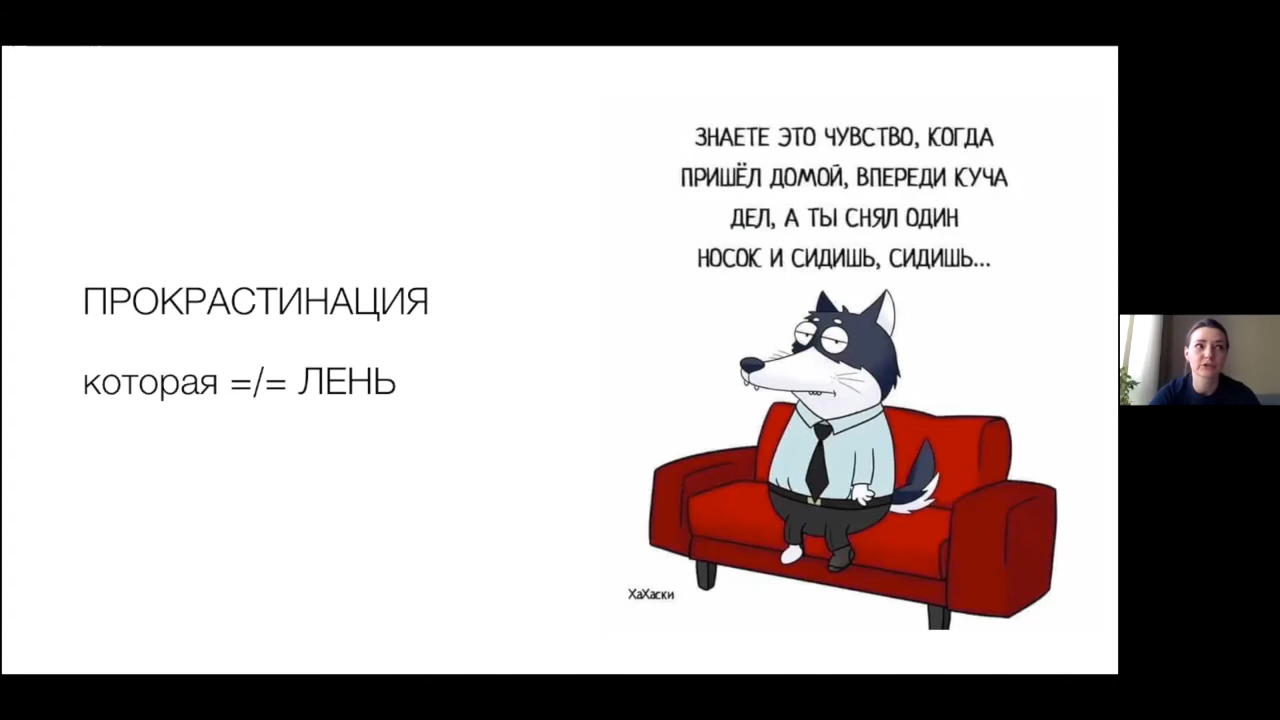 ПРОКРАСТИНАЦИЯ
которая =/= ЛЕНЬ
ЗНАЕТЕ ЭТО ЧУВСТВО, КОГДА
ПРИШЁЛ ДОМОЙ, ВПЕРЕДИ КУЧА
ДЕЛ, А ТЫ СНЯЛ ОДИН
НОСОК И СИДИШЬ, СИДИШЬ...
ХаХаски